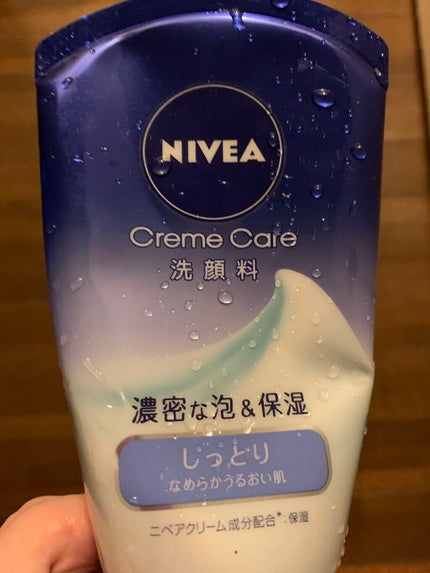 NIVEA
Creme Care
洗顔料
濃密な泡&保湿
しっとり
なめらかうるおい肌
ニベアクリーム成分配合*:保湿